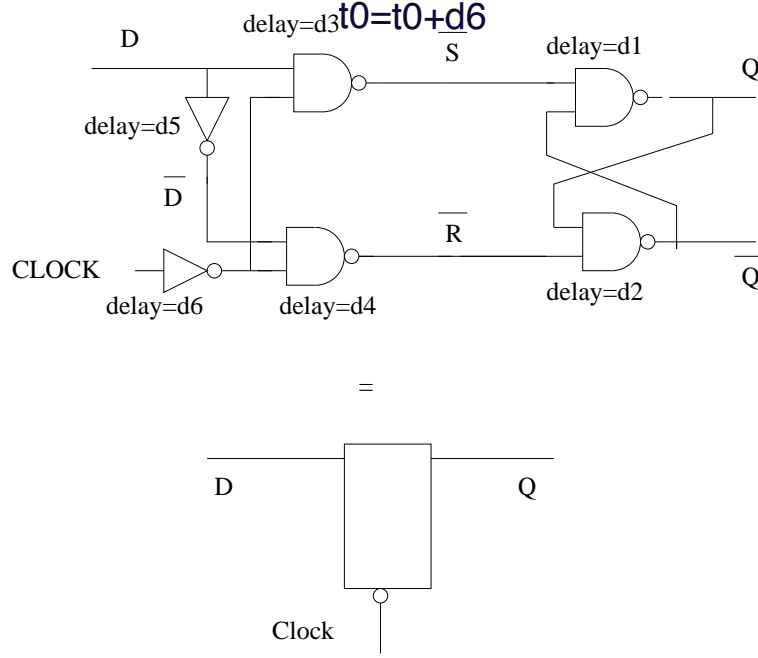 t0=t0+d6
delay=d3
D
S
delay=d1
Q
delay=d5
D
R
CLOCK
delay=d6
delay=d4
delay=d2
Q
=
D
Q
Clock